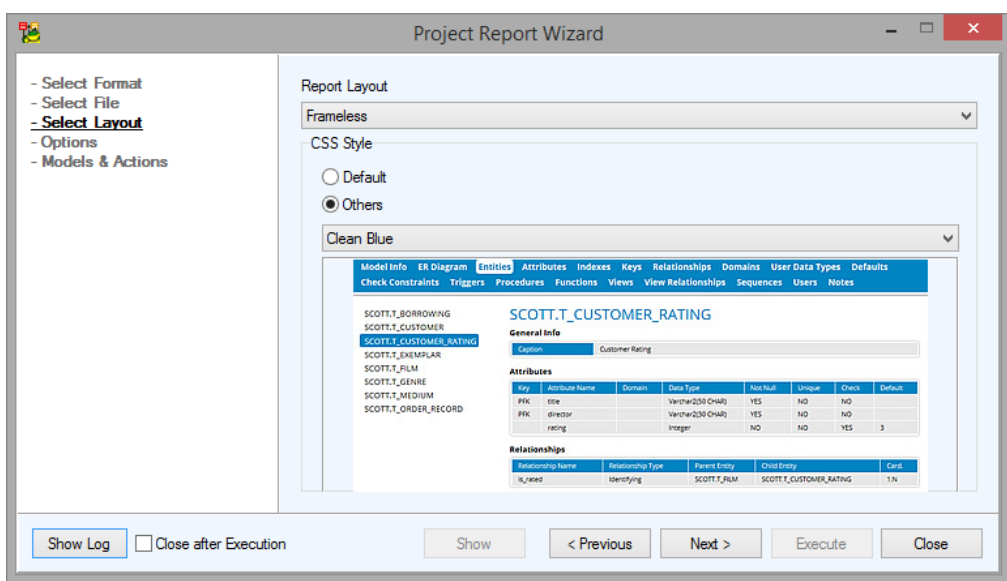 Project Report Wizard
- Select Format
- Select File
- Select Layout
- Options
- Models & Actions
Report Layout
Frameless
CSS Style
Default
Others
Clean Blue
Model Info ER Diagram Entities Attributes Indexes Keys Relationships Domains User Data Types Defaults
Check Constraints Triggers Procedures Functions Views View Relationships Sequences Users Notes
SCOTT.T_BORROWING
SCOTT.T_CUSTOMER
SCOTT.T_CUSTOMER_RATING
SCOTT.T_EXEMPLAR
SCOTT.T_FILM
SCOTT.T_GENRE
SCOTT.T_MEDIUM
SCOTT.T_ORDER_RECORD
SCOTT.T_CUSTOMER_RATING
General Info
Caption Customer Rating
Attributes
Key Attribute Name Domain Data Type Not Null Unique Check Default
PFK title Varchar2(50 CHAR) YES NO NO
PFK director Varchar2(30 CHAR) YES NO NO
rating Integer NO NO YES 3
Relationships
Relationship Name Relationship Type Parent Entity Child Entity Card.
is_rated Identifying SCOTT.T_FILM SCOTT.T_CUSTOMER_RATING 1:N
Show Log Close after Execution Show < Previous Next > Execute Close